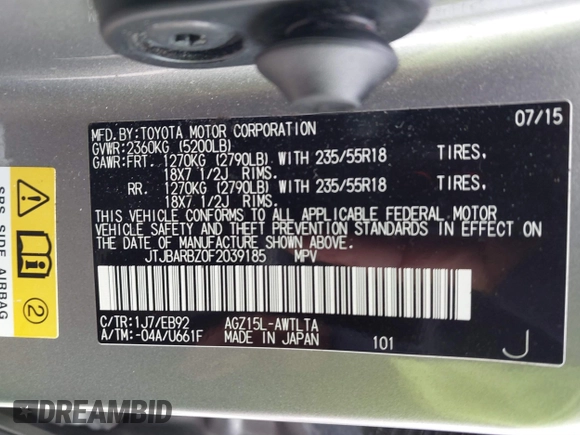 07/15
MFD.BY:TOYOTA MOTOR CORPORATION
GVWR:2360KG (5200LB)
GAWR:FRT. 1270KG (2790LB) WITH 235/55R18 TIRES,
18X7 1/2J RIMS.
RR. 1270KG (2790LB) WITH 235/55R18 TIRES,
18X7 1/2J RIMS.
THIS VEHICLE CONFORMS TO ALL APPLICABLE FEDERAL MOTOR
VEHICLE SAFETY AND THEFT PREVENTION STANDARDS IN EFFECT ON
THE DATE OF MANUFACTURE SHOWN ABOVE.
JTJBARBZ0F2039185 MPV
C/TR:1J7/EB92 AGZ15L-AWTLTA
A/TM:-04A/U661F MADE IN JAPAN 101
J
SRS SIDE AIRBAG
2
DREAMBID